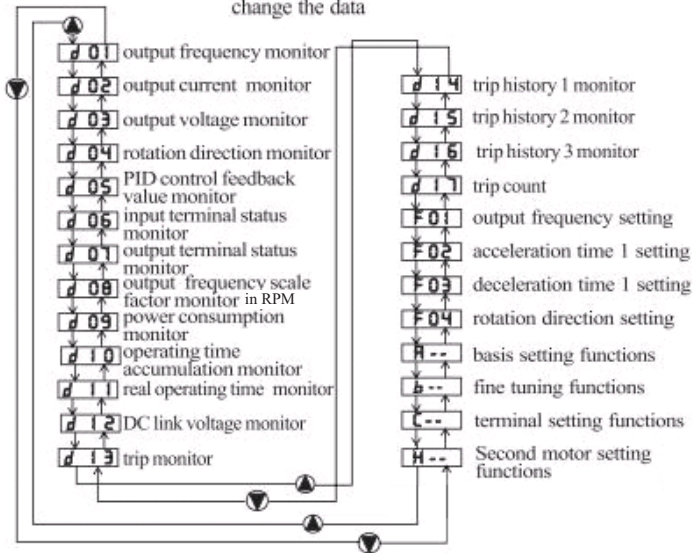 change the data
d 01 output frequency monitor
d 02 output current monitor
d 03 output voltage monitor
d 04 rotation direction monitor
d 05 PID control feedback
value monitor
d 06 input terminal status
monitor
d 07 output terminal status
monitor
d 08 output frequency scale
factor monitor in RPM
d 09 power consumption
monitor
d 10 operating time
accumulation monitor
d 11 real operating time monitor
d 12 DC link voltage monitor
d 13 trip monitor
d 14 trip history 1 monitor
d 15 trip history 2 monitor
d 16 trip history 3 monitor
d 17 trip count
F01 output frequency setting
F02 acceleration time 1 setting
F03 deceleration time 1 setting
F04 rotation direction setting
A-- basis setting functions
b-- fine tuning functions
C-- terminal setting functions
H-- Second motor setting
functions